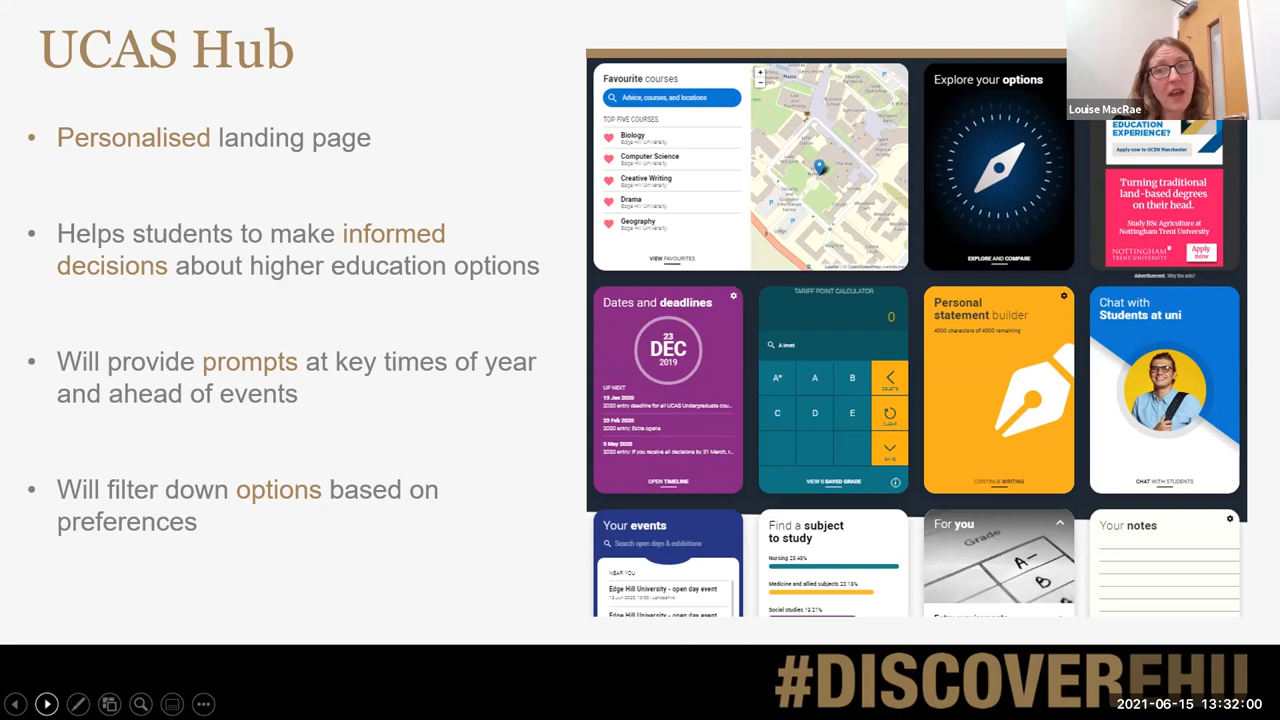 UCAS Hub
• Personalised landing page
• Helps students to make informed
decisions about higher education options
• Will provide prompts at key times of year
and ahead of events
• Will filter down options based on
preferences
Favourite courses
Advice, courses, and locations
TOP FIVE COURSES
Biology
Edge Hill University
Computer Science
Edge Hill University
Creative Writing
Edge Hill University
Drama
Edge Hill University
Geography
Edge Hill University
VIEW FAVOURITES
Explore your options
EXPLORE AND COMPARE
Louise MacRae
EDUCATION
EXPERIENCE?
Apply now to UCEN Manchester
Turning traditional
land-based degrees
on their head.
Study BSc Agriculture at
Nottingham Trent University
NOTTINGHAM
TRENT UNIVERSITY
Apply
now
Advertisement. Why the ads?
Dates and deadlines
23
DEC
2019
UP NEXT
15 Jan 2020
2020 entry deadline for all UCAS Undergraduate cou...
25 Feb 2020
2020 entry: Extra opens
3 May 2020
2020 entry: If you receive all decisions by 31 March, r...
OPEN TIMELINE
TARIFF POINT CALCULATOR
0
A level
A* A B
DELETE
C D E
CLEAR
SAVE
VIEW 0 SAVED GRADE
Personal
statement builder
4000 characters of 4000 remaining
CONTINUE WRITING
Chat with
Students at uni
CHAT WITH STUDENTS
Your events
Search open days & exhibitions
NEAR YOU
Edge Hill University - open day event
Edge Hill University - open day event
Find a subject
to study
Nursing 23.48%
Medicine and allied subjects 23.18%
Social studies 19.21%
For you
Grade
A-
B
Entry requirements
Your notes
#DISCOVEREHU
2021-06-15 13:32:00